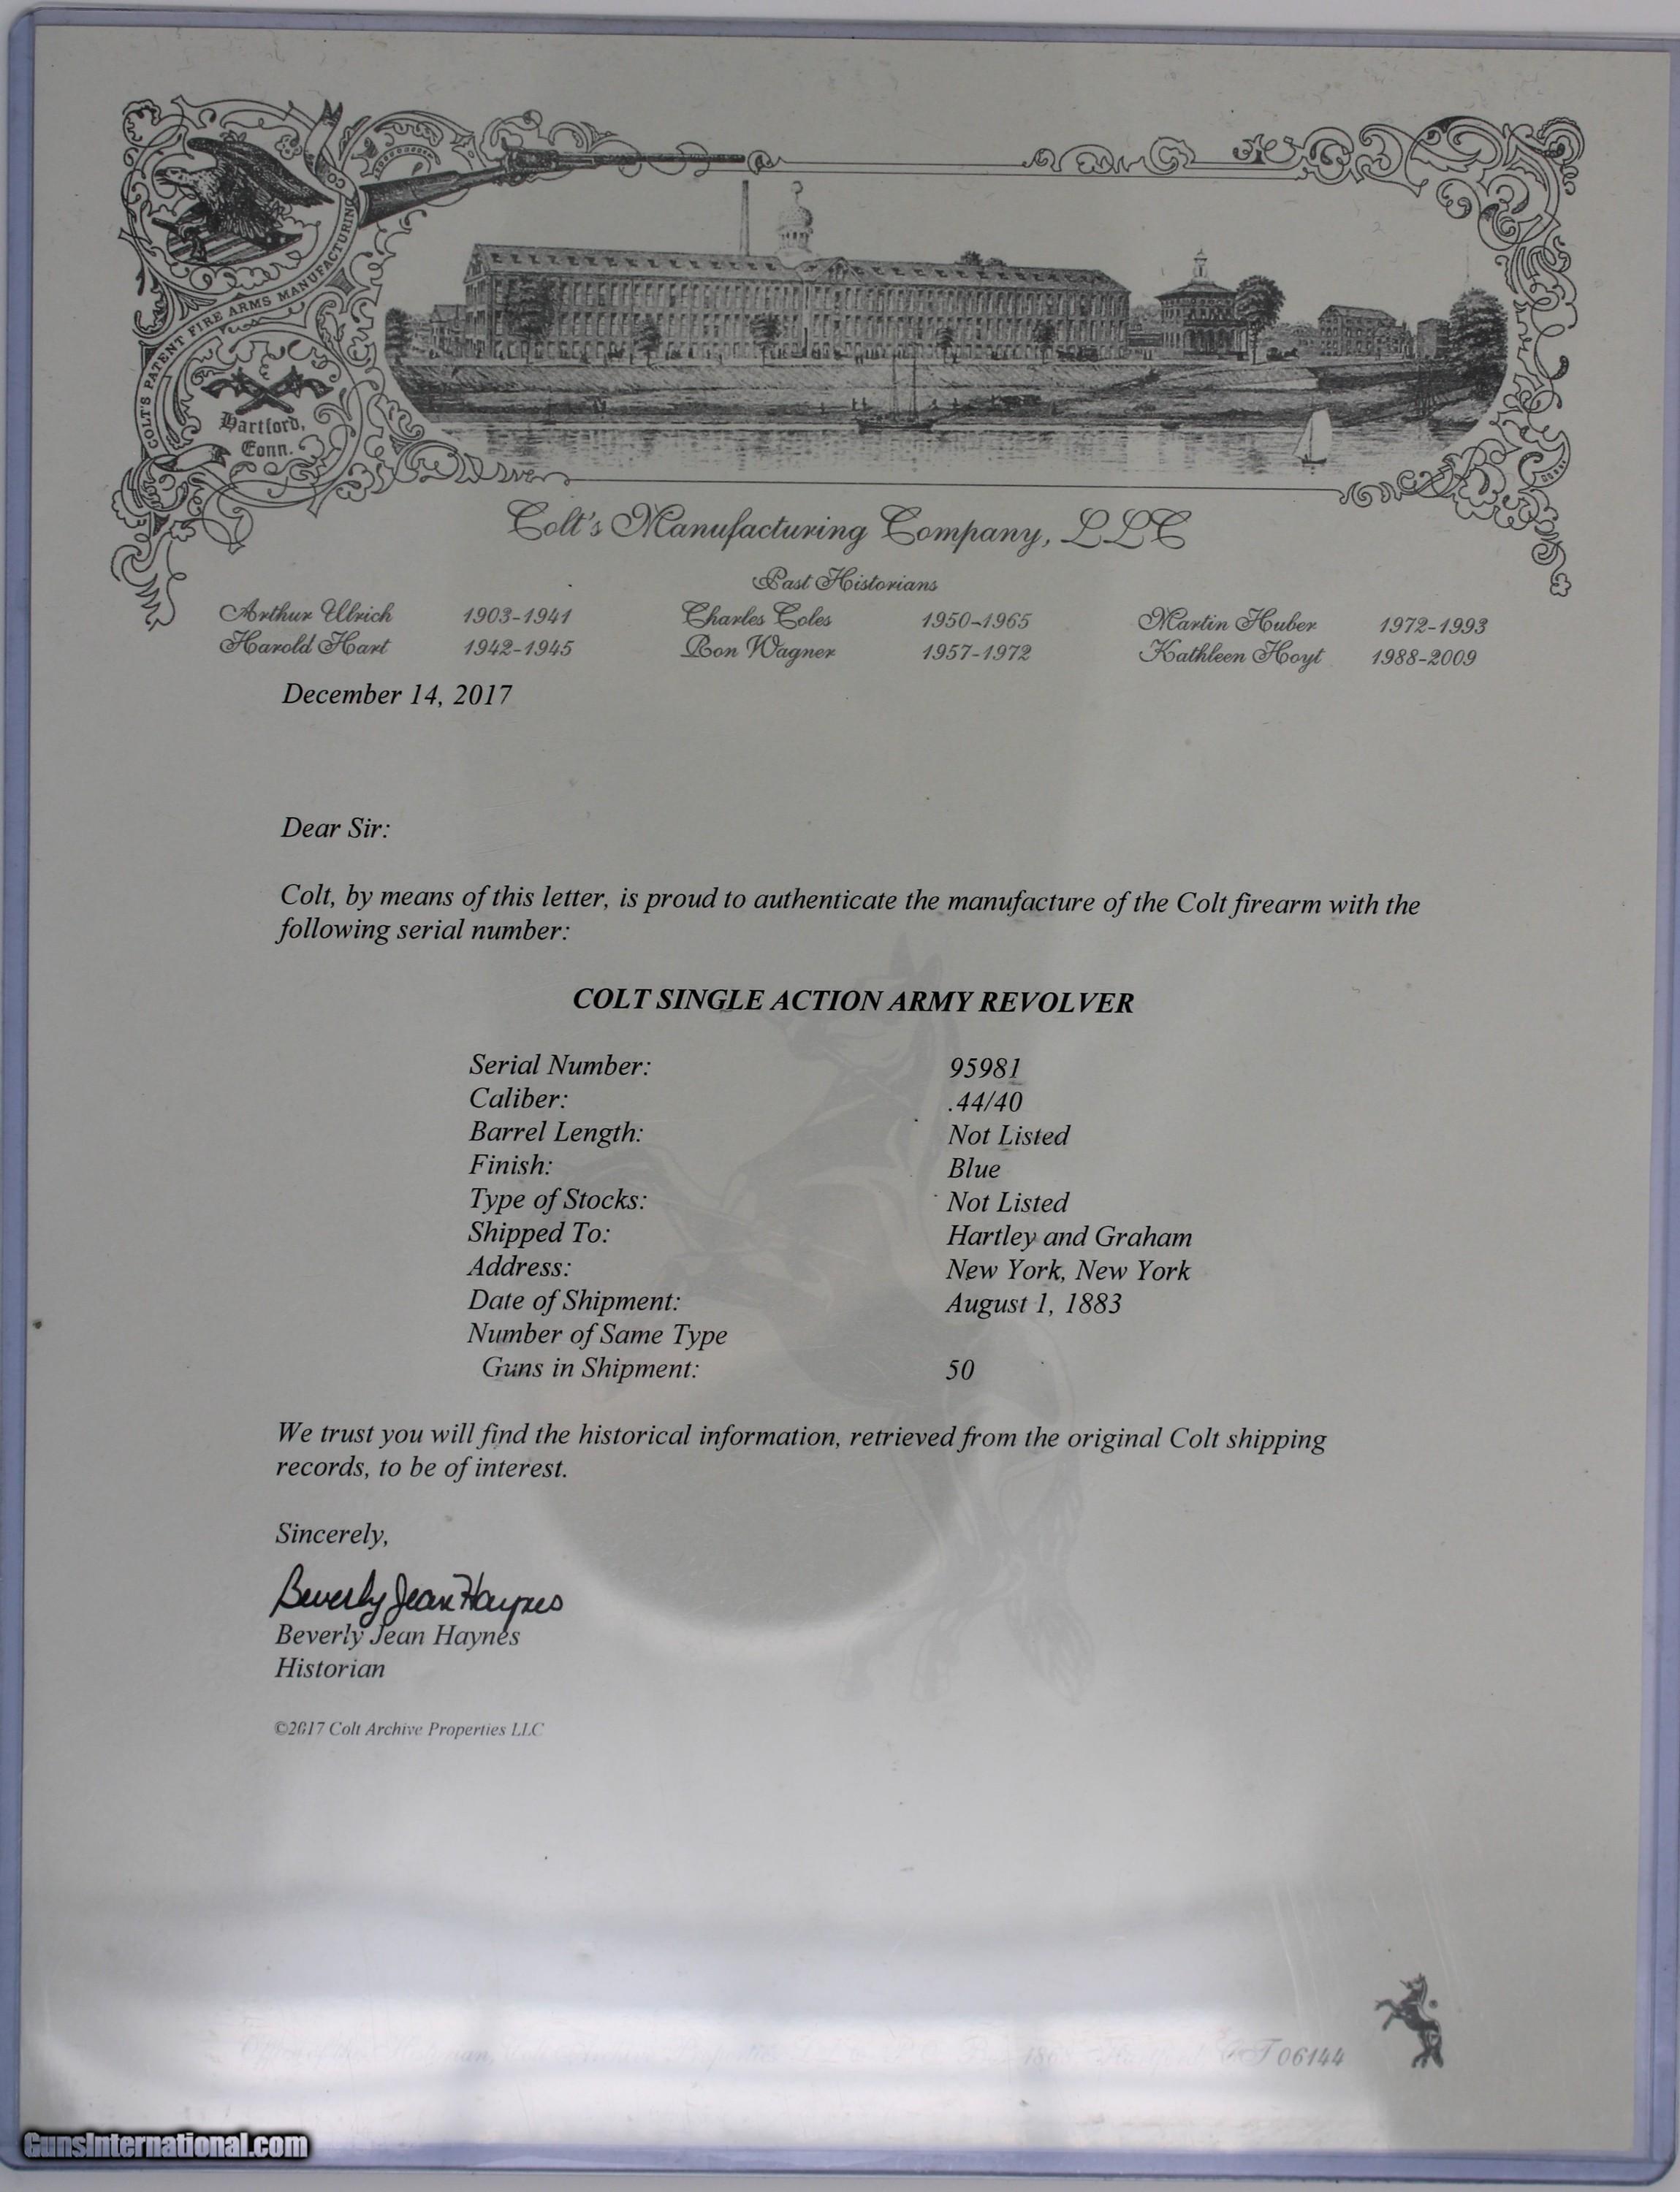 COLT'S PATENT FIRE ARMS MANUFACTURING CO
Hartford,
Conn.
Colt's Manufacturing Company, LLC
Past Historians
Arthur Ulrich 1903-1941 Charles Coles 1950-1965 Martin Huber 1972-1993
Harold Hart 1942-1945 Ron Wagner 1957-1972 Kathleen Hoyt 1988-2009
December 14, 2017
Dear Sir:
Colt, by means of this letter, is proud to authenticate the manufacture of the Colt firearm with the
following serial number:
COLT SINGLE ACTION ARMY REVOLVER
Serial Number: 95981
Caliber: .44/40
Barrel Length: Not Listed
Finish: Blue
Type of Stocks: Not Listed
Shipped To: Hartley and Graham
Address: New York, New York
Date of Shipment: August 1, 1883
Number of Same Type
Guns in Shipment: 50
We trust you will find the historical information, retrieved from the original Colt shipping
records, to be of interest.
Sincerely,
Beverly Jean Haynes
Beverly Jean Haynes
Historian
©2017 Colt Archive Properties LLC
CT 06144
GunsInternational.com